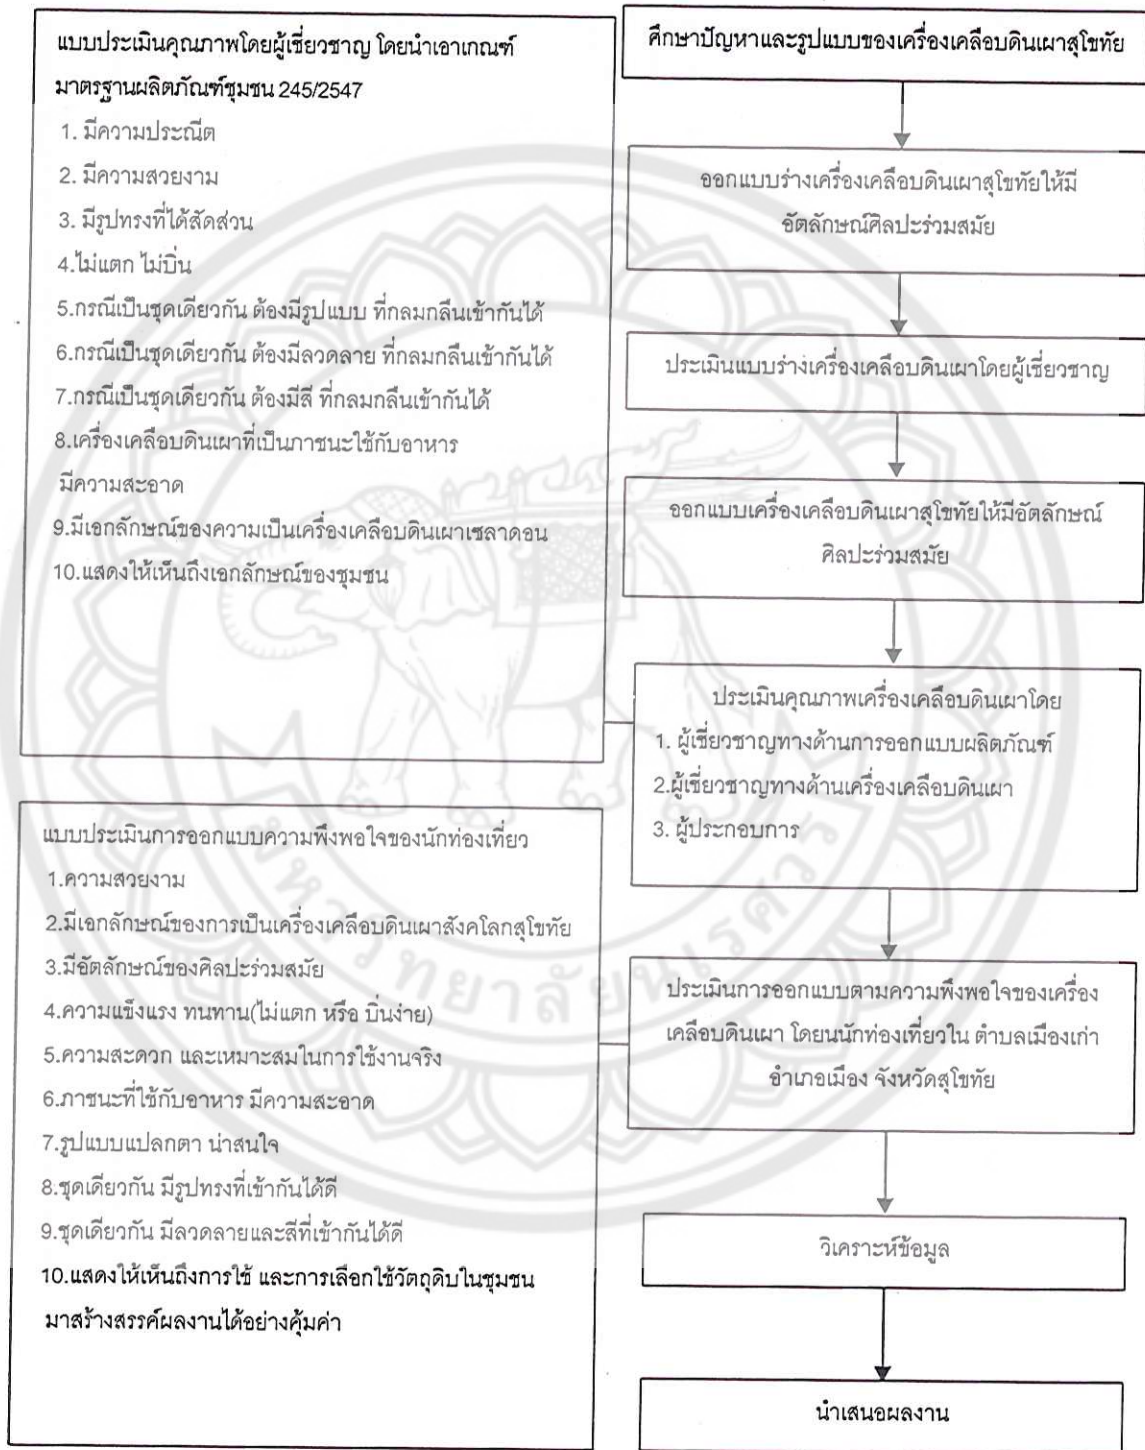 แบบประเมินคุณภาพโดยผู้เชี่ยวชาญ โดยนำเอาเกณฑ์
มาตรฐานผลิตภัณฑ์ชุมชน 245/2547
1. มีความประณีต
2. มีความสวยงาม
3. มีรูปทรงที่ได้สัดส่วน
4.ไม่แตก ไม่บิ่น
5.กรณีเป็นชุดเดียวกัน ต้องมีรูปแบบ ที่กลมกลืนเข้ากันได้
6.กรณีเป็นชุดเดียวกัน ต้องมีลวดลาย ที่กลมกลืนเข้ากันได้
7.กรณีเป็นชุดเดียวกัน ต้องมีสี ที่กลมกลืนเข้ากันได้
8.เครื่องเคลือบดินเผาที่เป็นภาชนะใช้กับอาหาร
มีความสะอาด
9.มีเอกลักษณ์ของความเป็นเครื่องเคลือบดินเผาเซลาดอน
10.แสดงให้เห็นถึงเอกลักษณ์ของชุมชน
แบบประเมินการออกแบบความพึงพอใจของนักท่องเที่ยว
1.ความสวยงาม
2.มีเอกลักษณ์ของการเป็นเครื่องเคลือบดินเผาสังคโลกสุโขทัย
3.มีอัตลักษณ์ของศิลปะร่วมสมัย
4.ความแข็งแรง ทนทาน(ไม่แตก หรือ บิ่นง่าย)
5.ความสะดวก และเหมาะสมในการใช้งานจริง
6.ภาชนะที่ใช้กับอาหาร มีความสะอาด
7.รูปแบบแปลกตา น่าสนใจ
8.ชุดเดียวกัน มีรูปทรงที่เข้ากันได้ดี
9.ชุดเดียวกัน มีลวดลายและสีที่เข้ากันได้ดี
10.แสดงให้เห็นถึงการใช้ และการเลือกใช้วัตถุดิบในชุมชน
มาสร้างสรรค์ผลงานได้อย่างคุ้มค่า
ศึกษาปัญหาและรูปแบบของเครื่องเคลือบดินเผาสุโขทัย
ออกแบบร่างเครื่องเคลือบดินเผาสุโขทัยให้มี
อัตลักษณ์ศิลปะร่วมสมัย
ประเมินแบบร่างเครื่องเคลือบดินเผาโดยผู้เชี่ยวชาญ
ออกแบบเครื่องเคลือบดินเผาสุโขทัยให้มีอัตลักษณ์
ศิลปะร่วมสมัย
ประเมินคุณภาพเครื่องเคลือบดินเผาโดย
1. ผู้เชี่ยวชาญทางด้านการออกแบบผลิตภัณฑ์
2.ผู้เชี่ยวชาญทางด้านเครื่องเคลือบดินเผา
3. ผู้ประกอบการ
ประเมินการออกแบบตามความพึงพอใจของเครื่อง
เคลือบดินเผา โดยนนักท่องเที่ยวใน ตำบลเมืองเก่า
อำเภอเมือง จังหวัดสุโขทัย
วิเคราะห์ข้อมูล
นำเสนอผลงาน
มหาวิทยาลัยนเรศวร